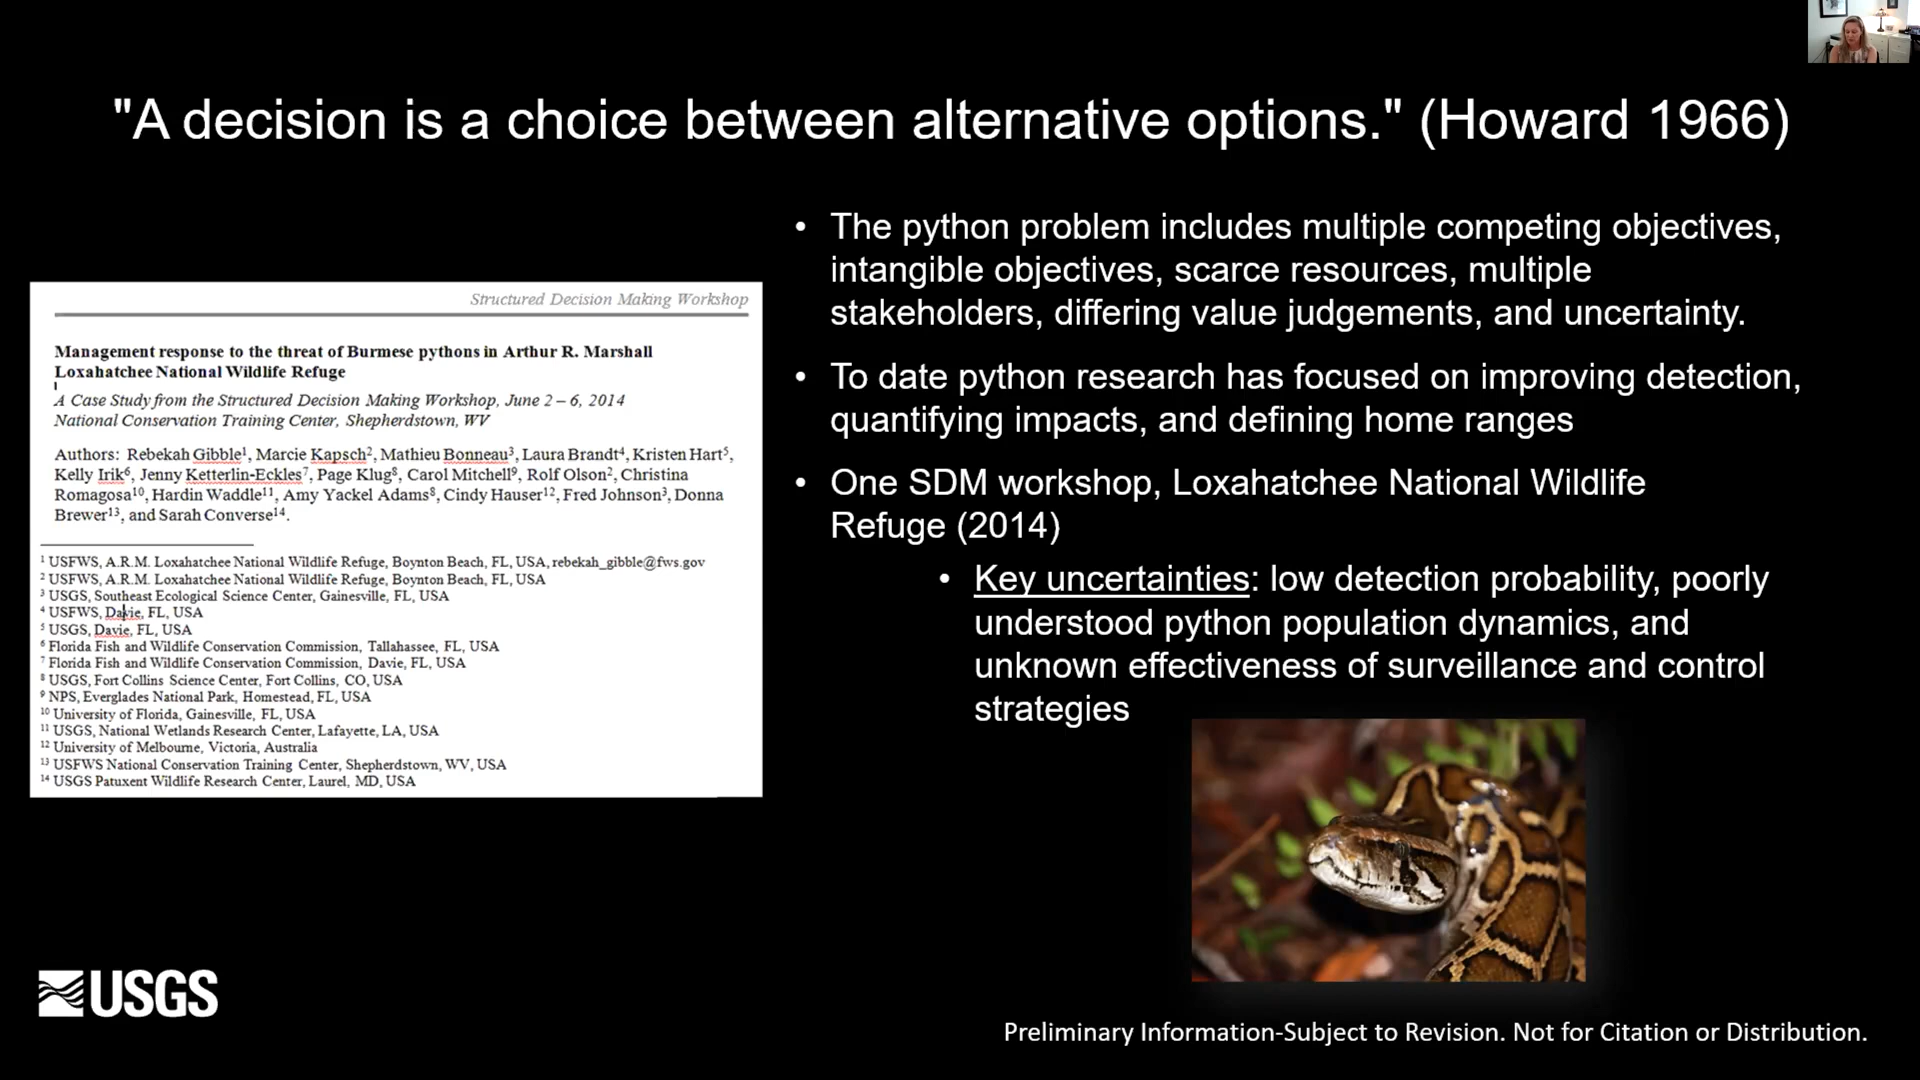 "A decision is a choice between alternative options." (Howard 1966)
Structured Decision Making Workshop
Management response to the threat of Burmese pythons in Arthur R. Marshall
Loxahatchee National Wildlife Refuge
A Case Study from the Structured Decision Making Workshop, June 2 – 6, 2014
National Conservation Training Center, Shepherdstown, WV
Authors: Rebekah Gibble¹, Marcie Kapsch², Mathieu Bonneau³, Laura Brandt⁴, Kristen Hart⁵,
Kelly Irik⁶, Jenny Ketterlin-Eckles⁷, Page Klug⁸, Carol Mitchell⁹, Rolf Olson², Christina
Romagosa¹⁰, Hardin Waddle¹¹, Amy Yackel Adams⁸, Cindy Hauser¹², Fred Johnson³, Donna
Brewer¹³, and Sarah Converse¹⁴.
¹ USFWS, A.R.M. Loxahatchee National Wildlife Refuge, Boynton Beach, FL, USA, rebekah_gibble@fws.gov
² USFWS, A.R.M. Loxahatchee National Wildlife Refuge, Boynton Beach, FL, USA
³ USGS, Southeast Ecological Science Center, Gainesville, FL, USA
⁴ USFWS, Davie, FL, USA
⁵ USGS, Davie, FL, USA
⁶ Florida Fish and Wildlife Conservation Commission, Tallahassee, FL, USA
⁷ Florida Fish and Wildlife Conservation Commission, Davie, FL, USA
⁸ USGS, Fort Collins Science Center, Fort Collins, CO, USA
⁹ NPS, Everglades National Park, Homestead, FL, USA
¹⁰ University of Florida, Gainesville, FL, USA
¹¹ USGS, National Wetlands Research Center, Lafayette, LA, USA
¹² University of Melbourne, Victoria, Australia
¹³ USFWS National Conservation Training Center, Shepherdstown, WV, USA
¹⁴ USGS Patuxent Wildlife Research Center, Laurel, MD, USA
• The python problem includes multiple competing objectives,
intangible objectives, scarce resources, multiple
stakeholders, differing value judgements, and uncertainty.
• To date python research has focused on improving detection,
quantifying impacts, and defining home ranges
• One SDM workshop, Loxahatchee National Wildlife
Refuge (2014)
• Key uncertainties: low detection probability, poorly
understood python population dynamics, and
unknown effectiveness of surveillance and control
strategies
USGS
Preliminary Information-Subject to Revision. Not for Citation or Distribution.